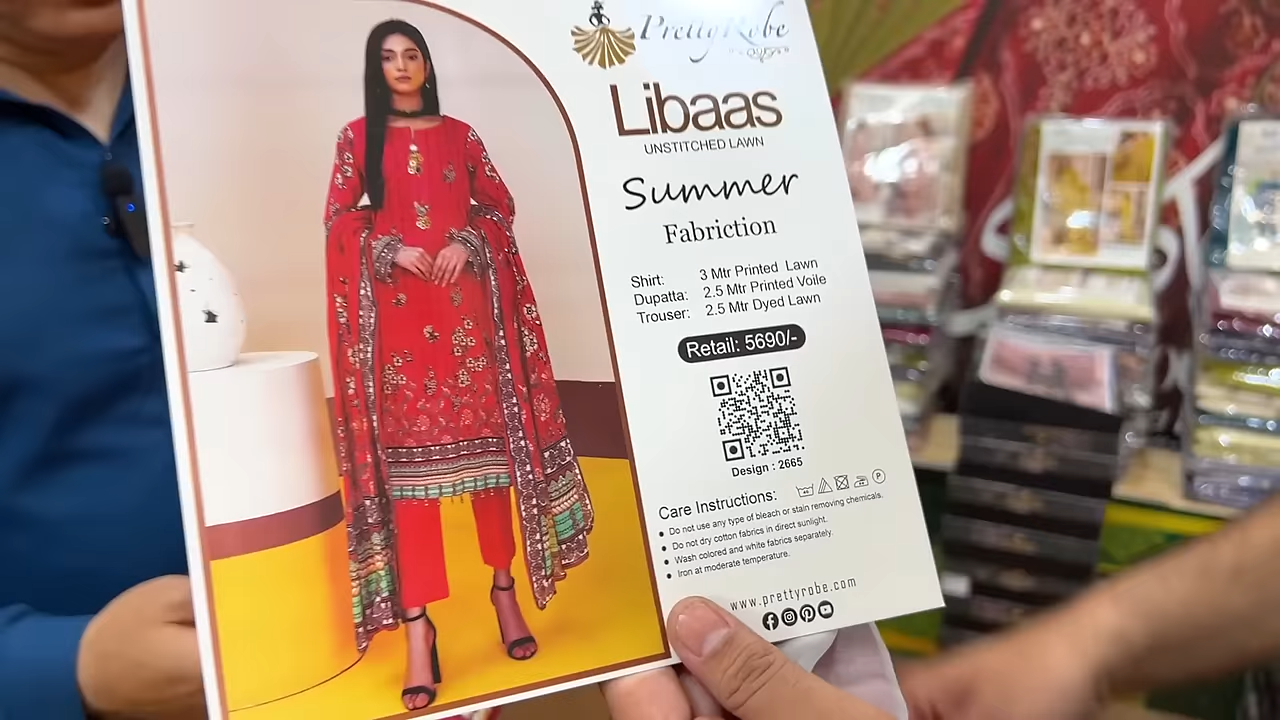 PrettyRobe
Libaas
UNSTITCHED LAWN
Summer
Fabriction
Shirt: 3 Mtr Printed Lawn
Dupatta: 2.5 Mtr Printed Voile
Trouser: 2.5 Mtr Dyed Lawn
Retail: 5690/-
Design : 2665
Care Instructions:
• Do not use any type of bleach or stain removing chemicals.
• Do not dry cotton fabrics in direct sunlight.
• Wash colored and white fabrics separately.
• Iron at moderate temperature.
www.prettyrobe.com